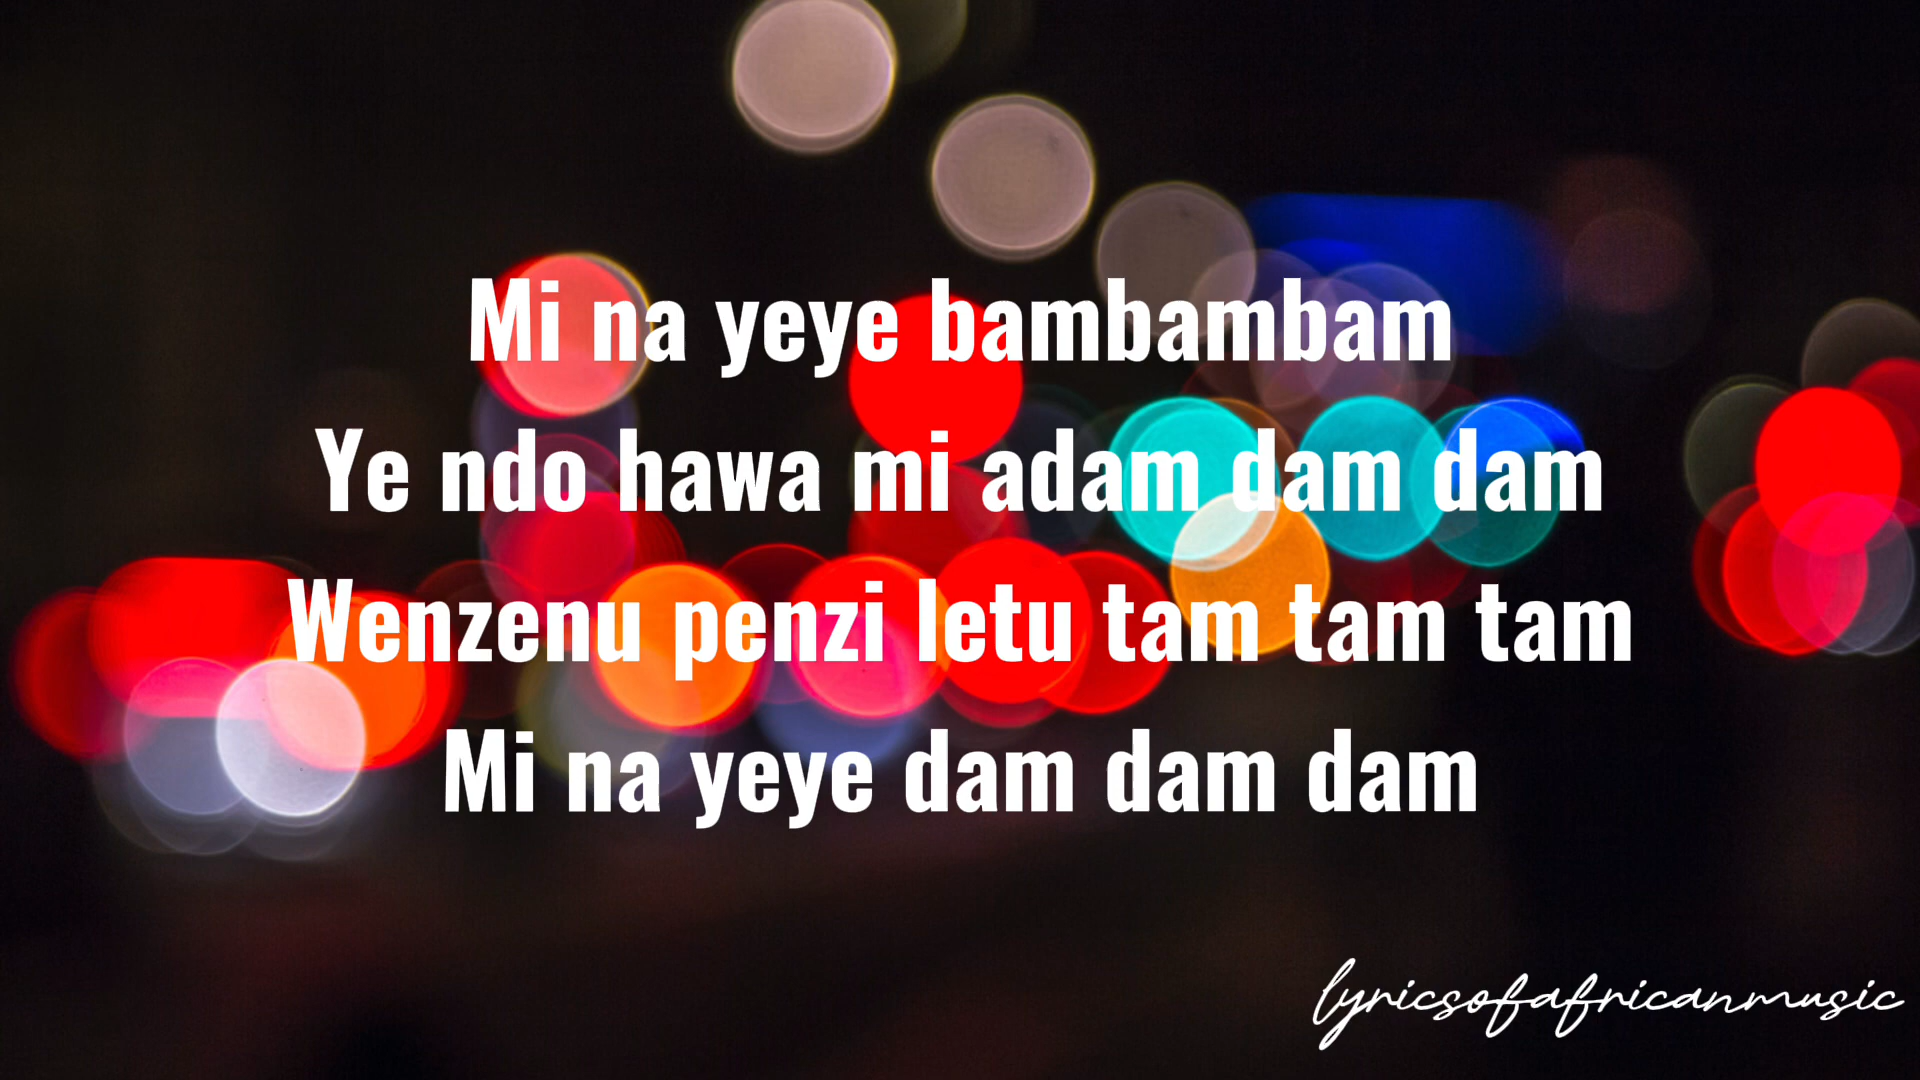 Mi na yeye bambambam
Ye ndo hawa mi adam dam dam
Wenzenu penzi letu tam tam tam
Mi na yeye dam dam dam
lyricsofafricanmusic